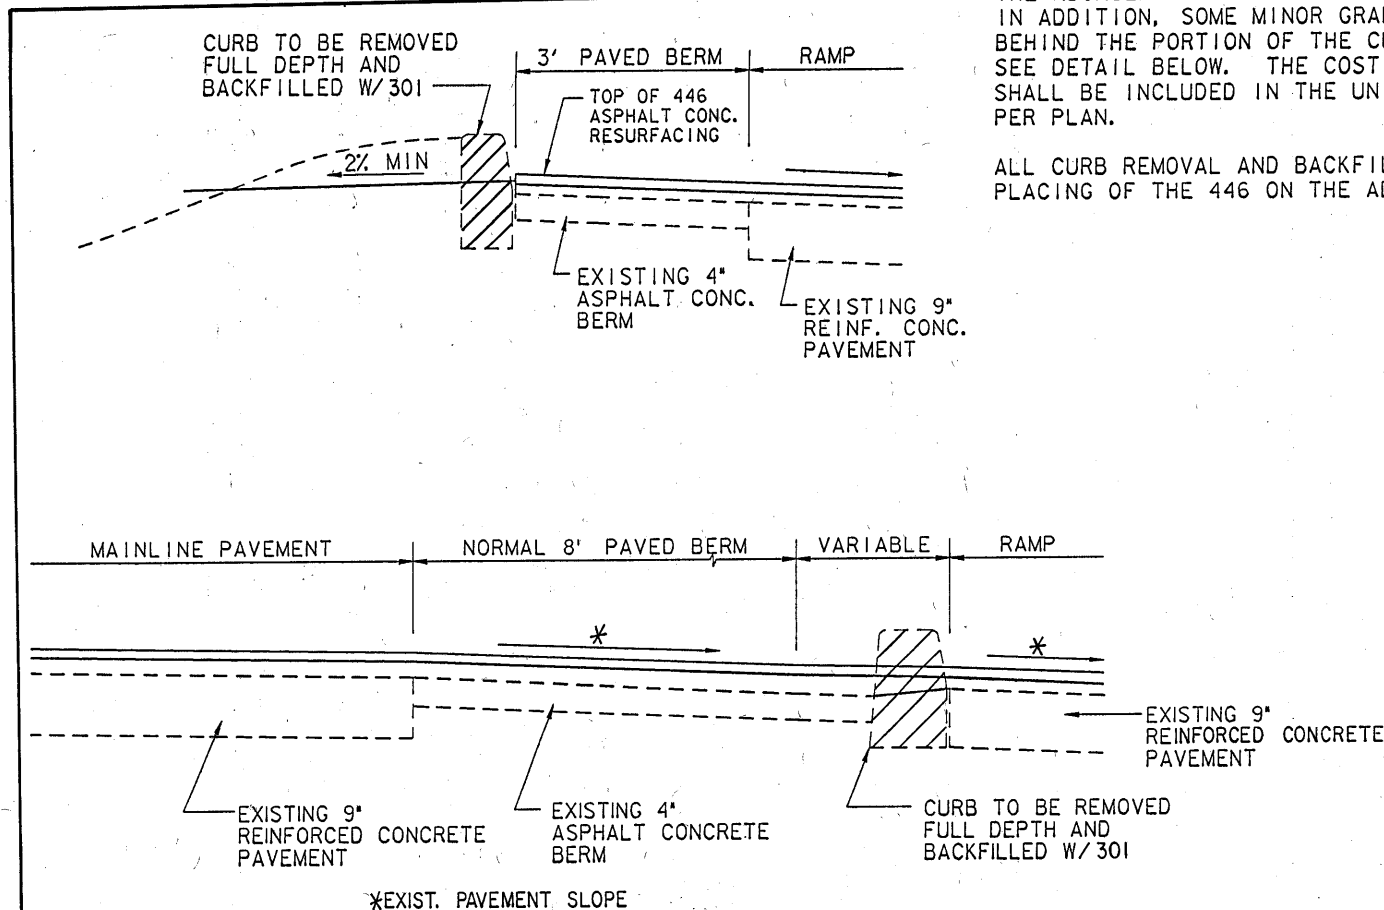 CURB TO BE REMOVED
FULL DEPTH AND
BACKFILLED W/301
3' PAVED BERM
RAMP
TOP OF 446
ASPHALT CONC.
RESURFACING
2% MIN
EXISTING 4"
ASPHALT CONC.
BERM
EXISTING 9"
REINF. CONC.
PAVEMENT
IN ADDITION, SOME MINOR
BEHIND THE PORTION OF THE
SEE DETAIL BELOW. THE COST
SHALL BE INCLUDED IN THE
PER PLAN.
ALL CURB REMOVAL AND
PLACING OF THE 446 ON THE
MAINLINE PAVEMENT
NORMAL 8' PAVED BERM
VARIABLE
RAMP
*
*
EXISTING 9"
REINFORCED CONCRETE
PAVEMENT
EXISTING 4"
ASPHALT CONCRETE
BERM
CURB TO BE REMOVED
FULL DEPTH AND
BACKFILLED W/301
EXISTING 9"
REINFORCED CONCRETE
PAVEMENT
*EXIST. PAVEMENT SLOPE